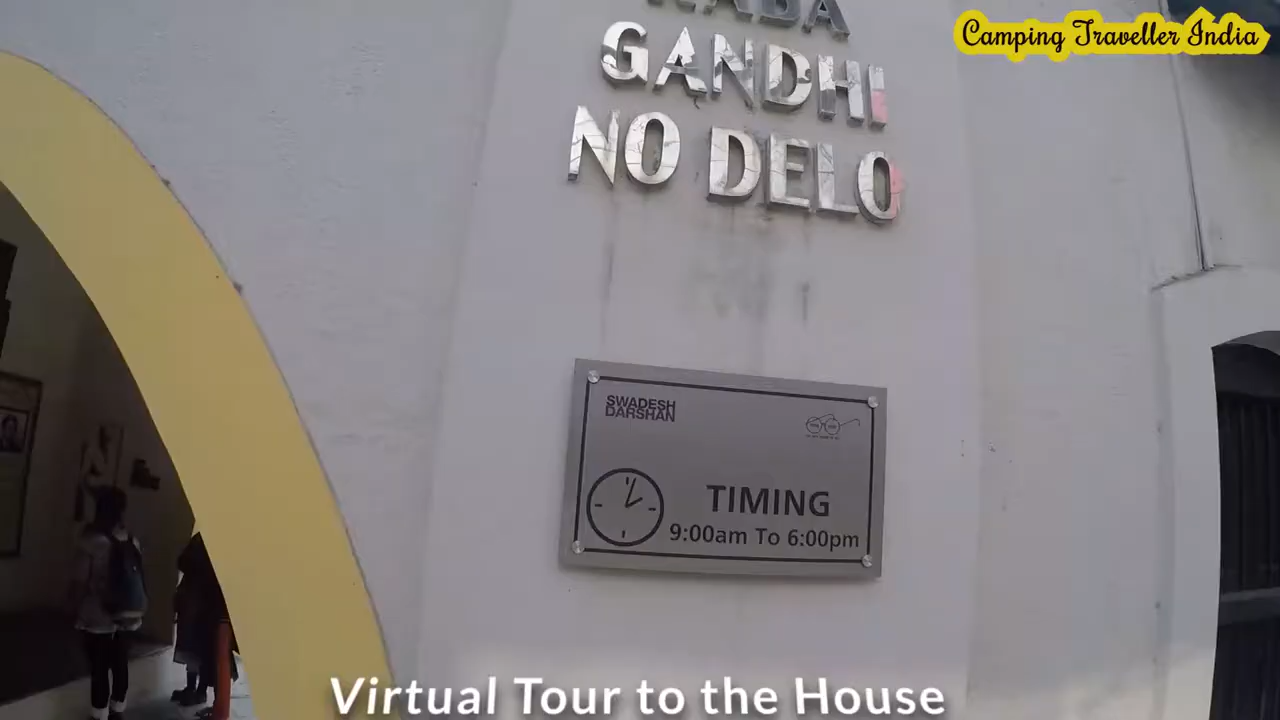 Camping Traveller India
KABA
GANDHI
NO DELO
SWADESH
DARSHAN
TIMING
9:00am To 6:00pm
Virtual Tour to the House